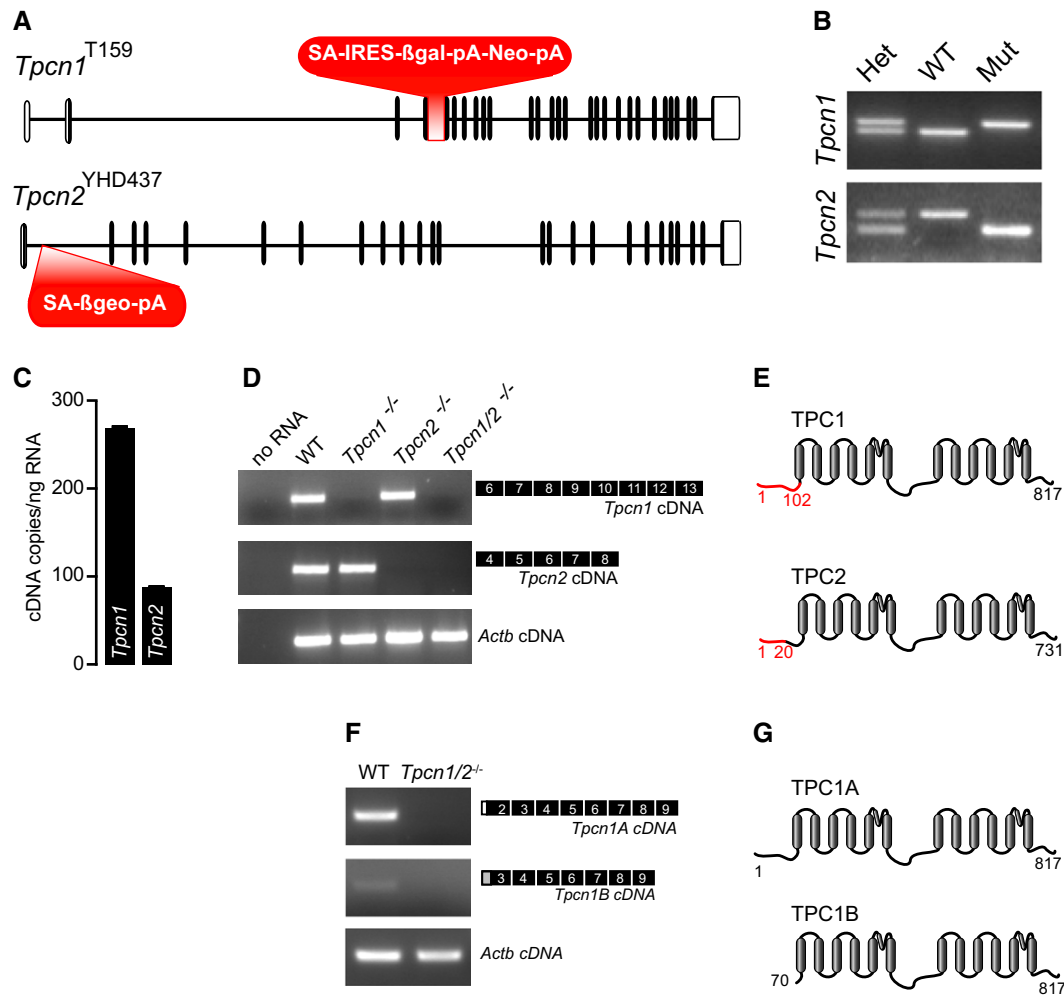 A
Tpcn1T159
SA-IRES-ßgal-pA-Neo-pA
Tpcn2YHD437
SA-ßgeo-pA
B
Het WT Mut
Tpcn1
Tpcn2
C
cDNA copies/ng RNA
300
200
100
0
Tpcn1
Tpcn2
D
no RNA
WT
Tpcn1 -/-
Tpcn2 -/-
Tpcn1/2 -/-
6 7 8 9 10 11 12 13
Tpcn1 cDNA
4 5 6 7 8
Tpcn2 cDNA
Actb cDNA
E
TPC1
1 102 817
TPC2
1 20 731
F
WT Tpcn1/2-/-
2 3 4 5 6 7 8 9
Tpcn1A cDNA
3 4 5 6 7 8 9
Tpcn1B cDNA
Actb cDNA
G
TPC1A
1 817
TPC1B
70 817